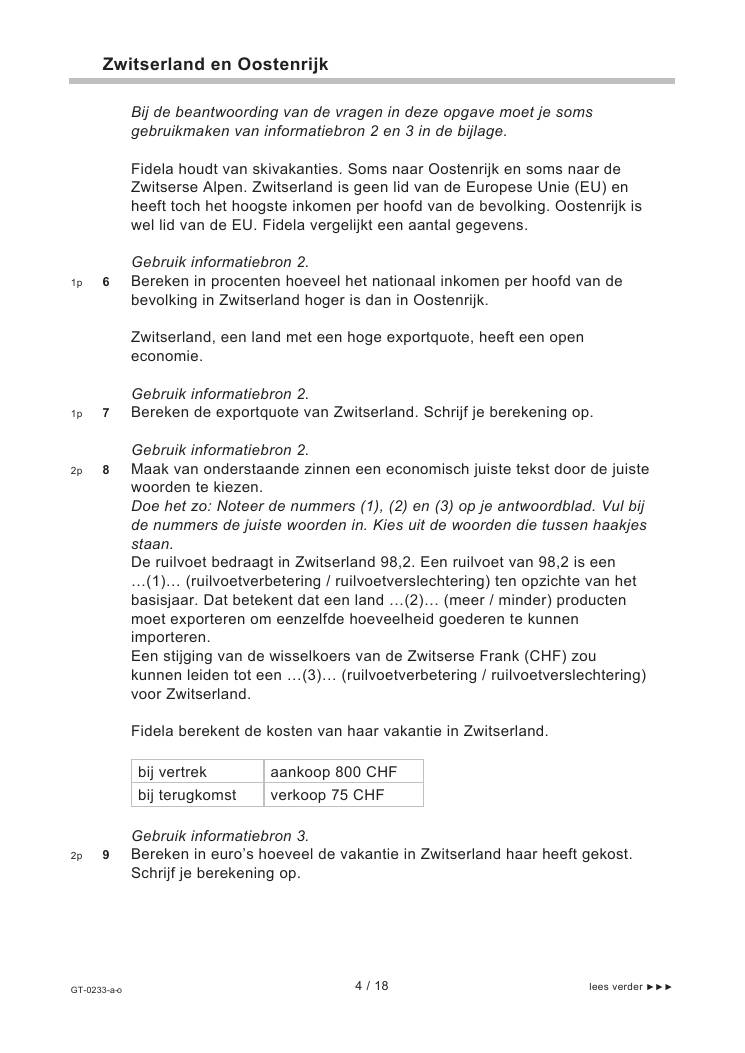 Zwitserland en Oostenrijk
Bij de beantwoording van de vragen in deze opgave moet je soms
gebruikmaken van informatiebron 2 en 3 in de bijlage.
Fidela houdt van skivakanties. Soms naar Oostenrijk en soms naar de
Zwitserse Alpen. Zwitserland is geen lid van de Europese Unie (EU) en
heeft toch het hoogste inkomen per hoofd van de bevolking. Oostenrijk is
wel lid van de EU. Fidela vergelijkt een aantal gegevens.
Gebruik informatiebron 2.
1p 6 Bereken in procenten hoeveel het nationaal inkomen per hoofd van de
bevolking in Zwitserland hoger is dan in Oostenrijk.
Zwitserland, een land met een hoge exportquote, heeft een open
economie.
Gebruik informatiebron 2.
1p 7 Bereken de exportquote van Zwitserland. Schrijf je berekening op.
Gebruik informatiebron 2.
2p 8 Maak van onderstaande zinnen een economisch juiste tekst door de juiste
woorden te kiezen.
Doe het zo: Noteer de nummers (1), (2) en (3) op je antwoordblad. Vul bij
de nummers de juiste woorden in. Kies uit de woorden die tussen haakjes
staan.
De ruilvoet bedraagt in Zwitserland 98,2. Een ruilvoet van 98,2 is een
…(1)… (ruilvoetverbetering / ruilvoetverslechtering) ten opzichte van het
basisjaar. Dat betekent dat een land …(2)… (meer / minder) producten
moet exporteren om eenzelfde hoeveelheid goederen te kunnen
importeren.
Een stijging van de wisselkoers van de Zwitserse Frank (CHF) zou
kunnen leiden tot een …(3)… (ruilvoetverbetering / ruilvoetverslechtering)
voor Zwitserland.
Fidela berekent de kosten van haar vakantie in Zwitserland.
bij vertrek aankoop 800 CHF
bij terugkomst verkoop 75 CHF
Gebruik informatiebron 3.
2p 9 Bereken in euro’s hoeveel de vakantie in Zwitserland haar heeft gekost.
Schrijf je berekening op.
GT-0233-a-o 4 / 18 lees verder ►►►